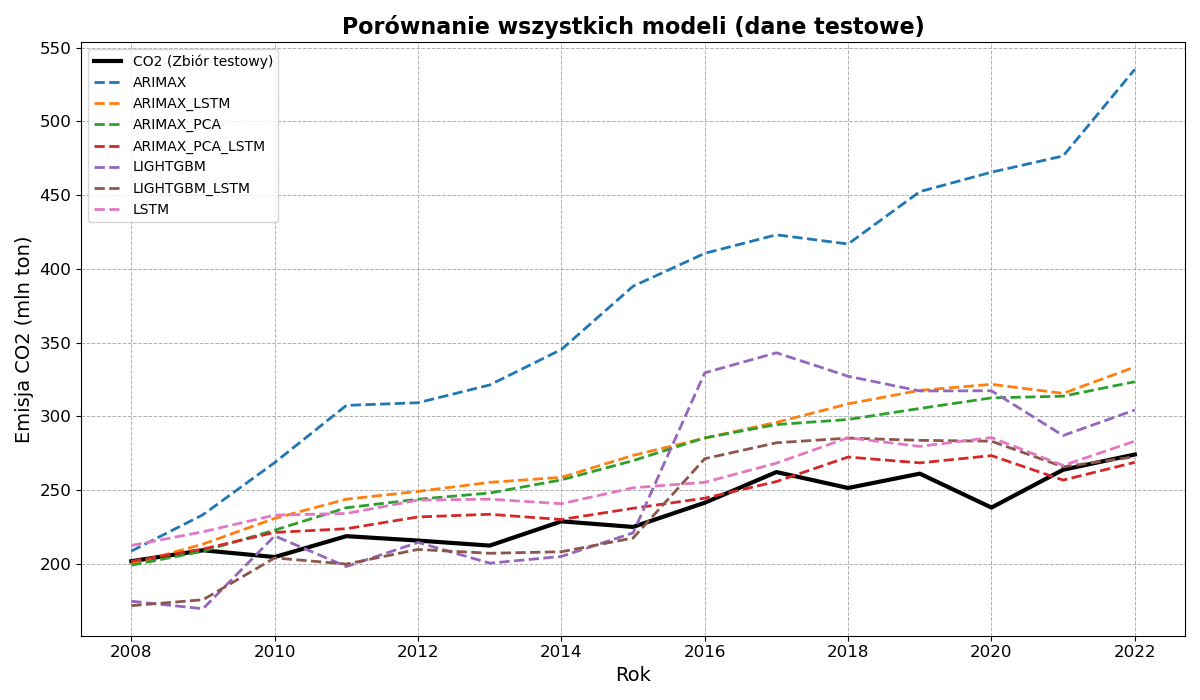 Porównanie wszystkich modeli (dane testowe)
CO2 (Zbiór testowy)
ARIMAX
ARIMAX_LSTM
ARIMAX_PCA
ARIMAX_PCA_LSTM
LIGHTGBM
LIGHTGBM_LSTM
LSTM
Emisja CO2 (mln ton)
550
500
450
400
350
300
250
200
2008 2010 2012 2014 2016 2018 2020 2022
Rok